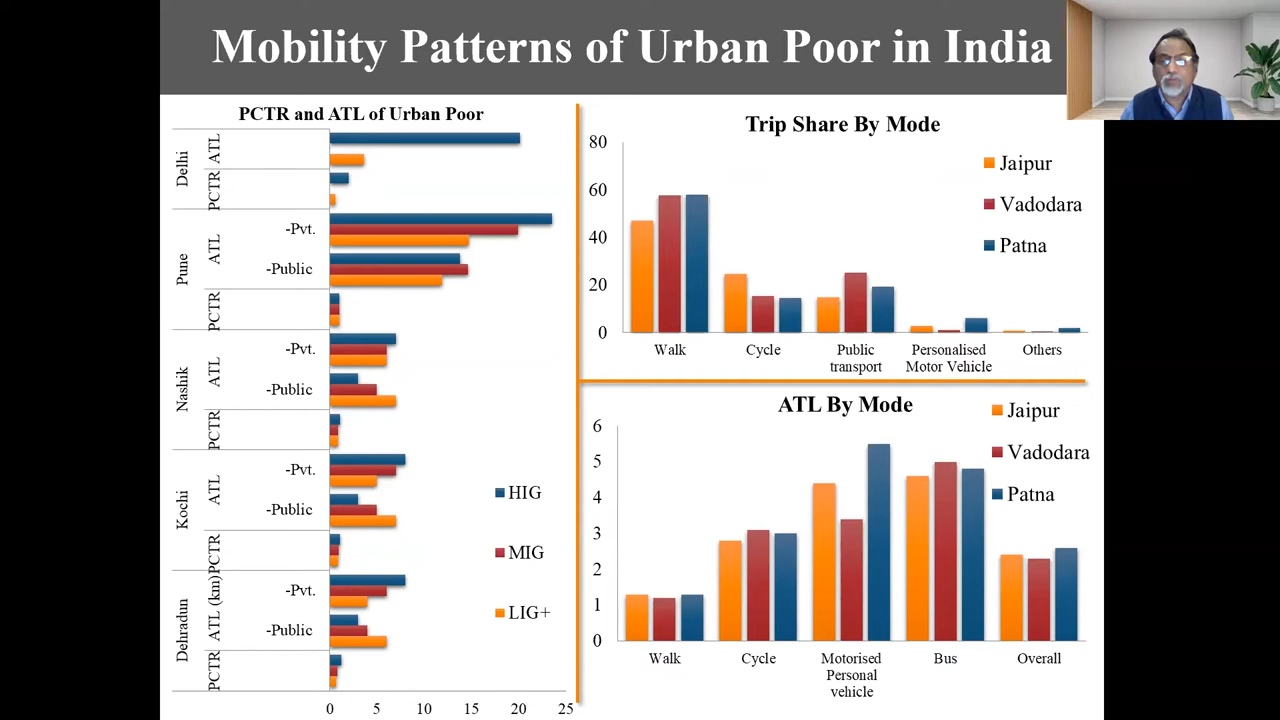 Mobility Patterns of Urban Poor in India
PCTR and ATL of Urban Poor
Delhi
ATL
PCTR
Pune
ATL
-Pvt.
-Public
PCTR
Nashik
ATL
-Pvt.
-Public
PCTR
Kochi
ATL
-Pvt.
-Public
PCTR
Dehradun
ATL (km)
-Pvt.
-Public
PCTR
0 5 10 15 20 25
HIG
MIG
LIG+
Trip Share By Mode
80
60
40
20
0
Walk Cycle Public transport Personalised Motor Vehicle Others
Jaipur
Vadodara
Patna
ATL By Mode
6
5
4
3
2
1
0
Walk Cycle Motorised Personal vehicle Bus Overall
Jaipur
Vadodara
Patna